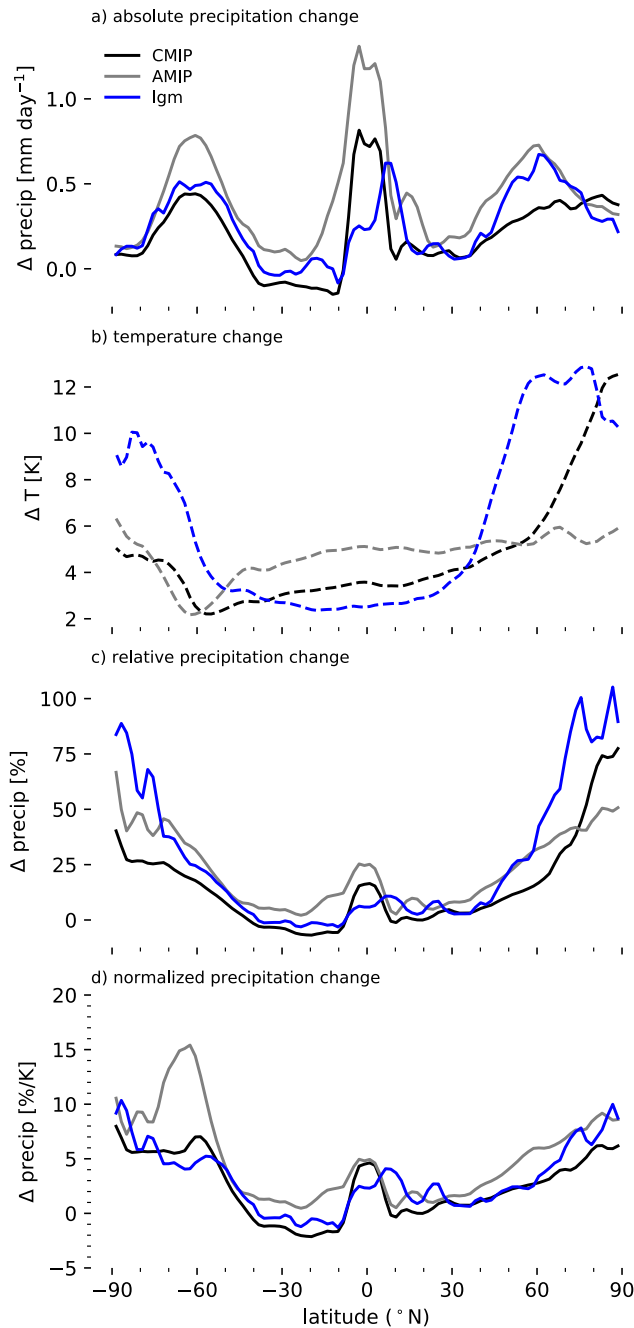 a) absolute precipitation change
CMIP
AMIP
lgm
1.0
0.5
0.0
Δ precip [mm day⁻¹]
b) temperature change
12
10
8
6
4
2
Δ T [K]
c) relative precipitation change
100
75
50
25
0
Δ precip [%]
d) normalized precipitation change
20
15
10
5
0
−5
Δ precip [%/K]
−90 −60 −30 0 30 60 90
latitude (°N)